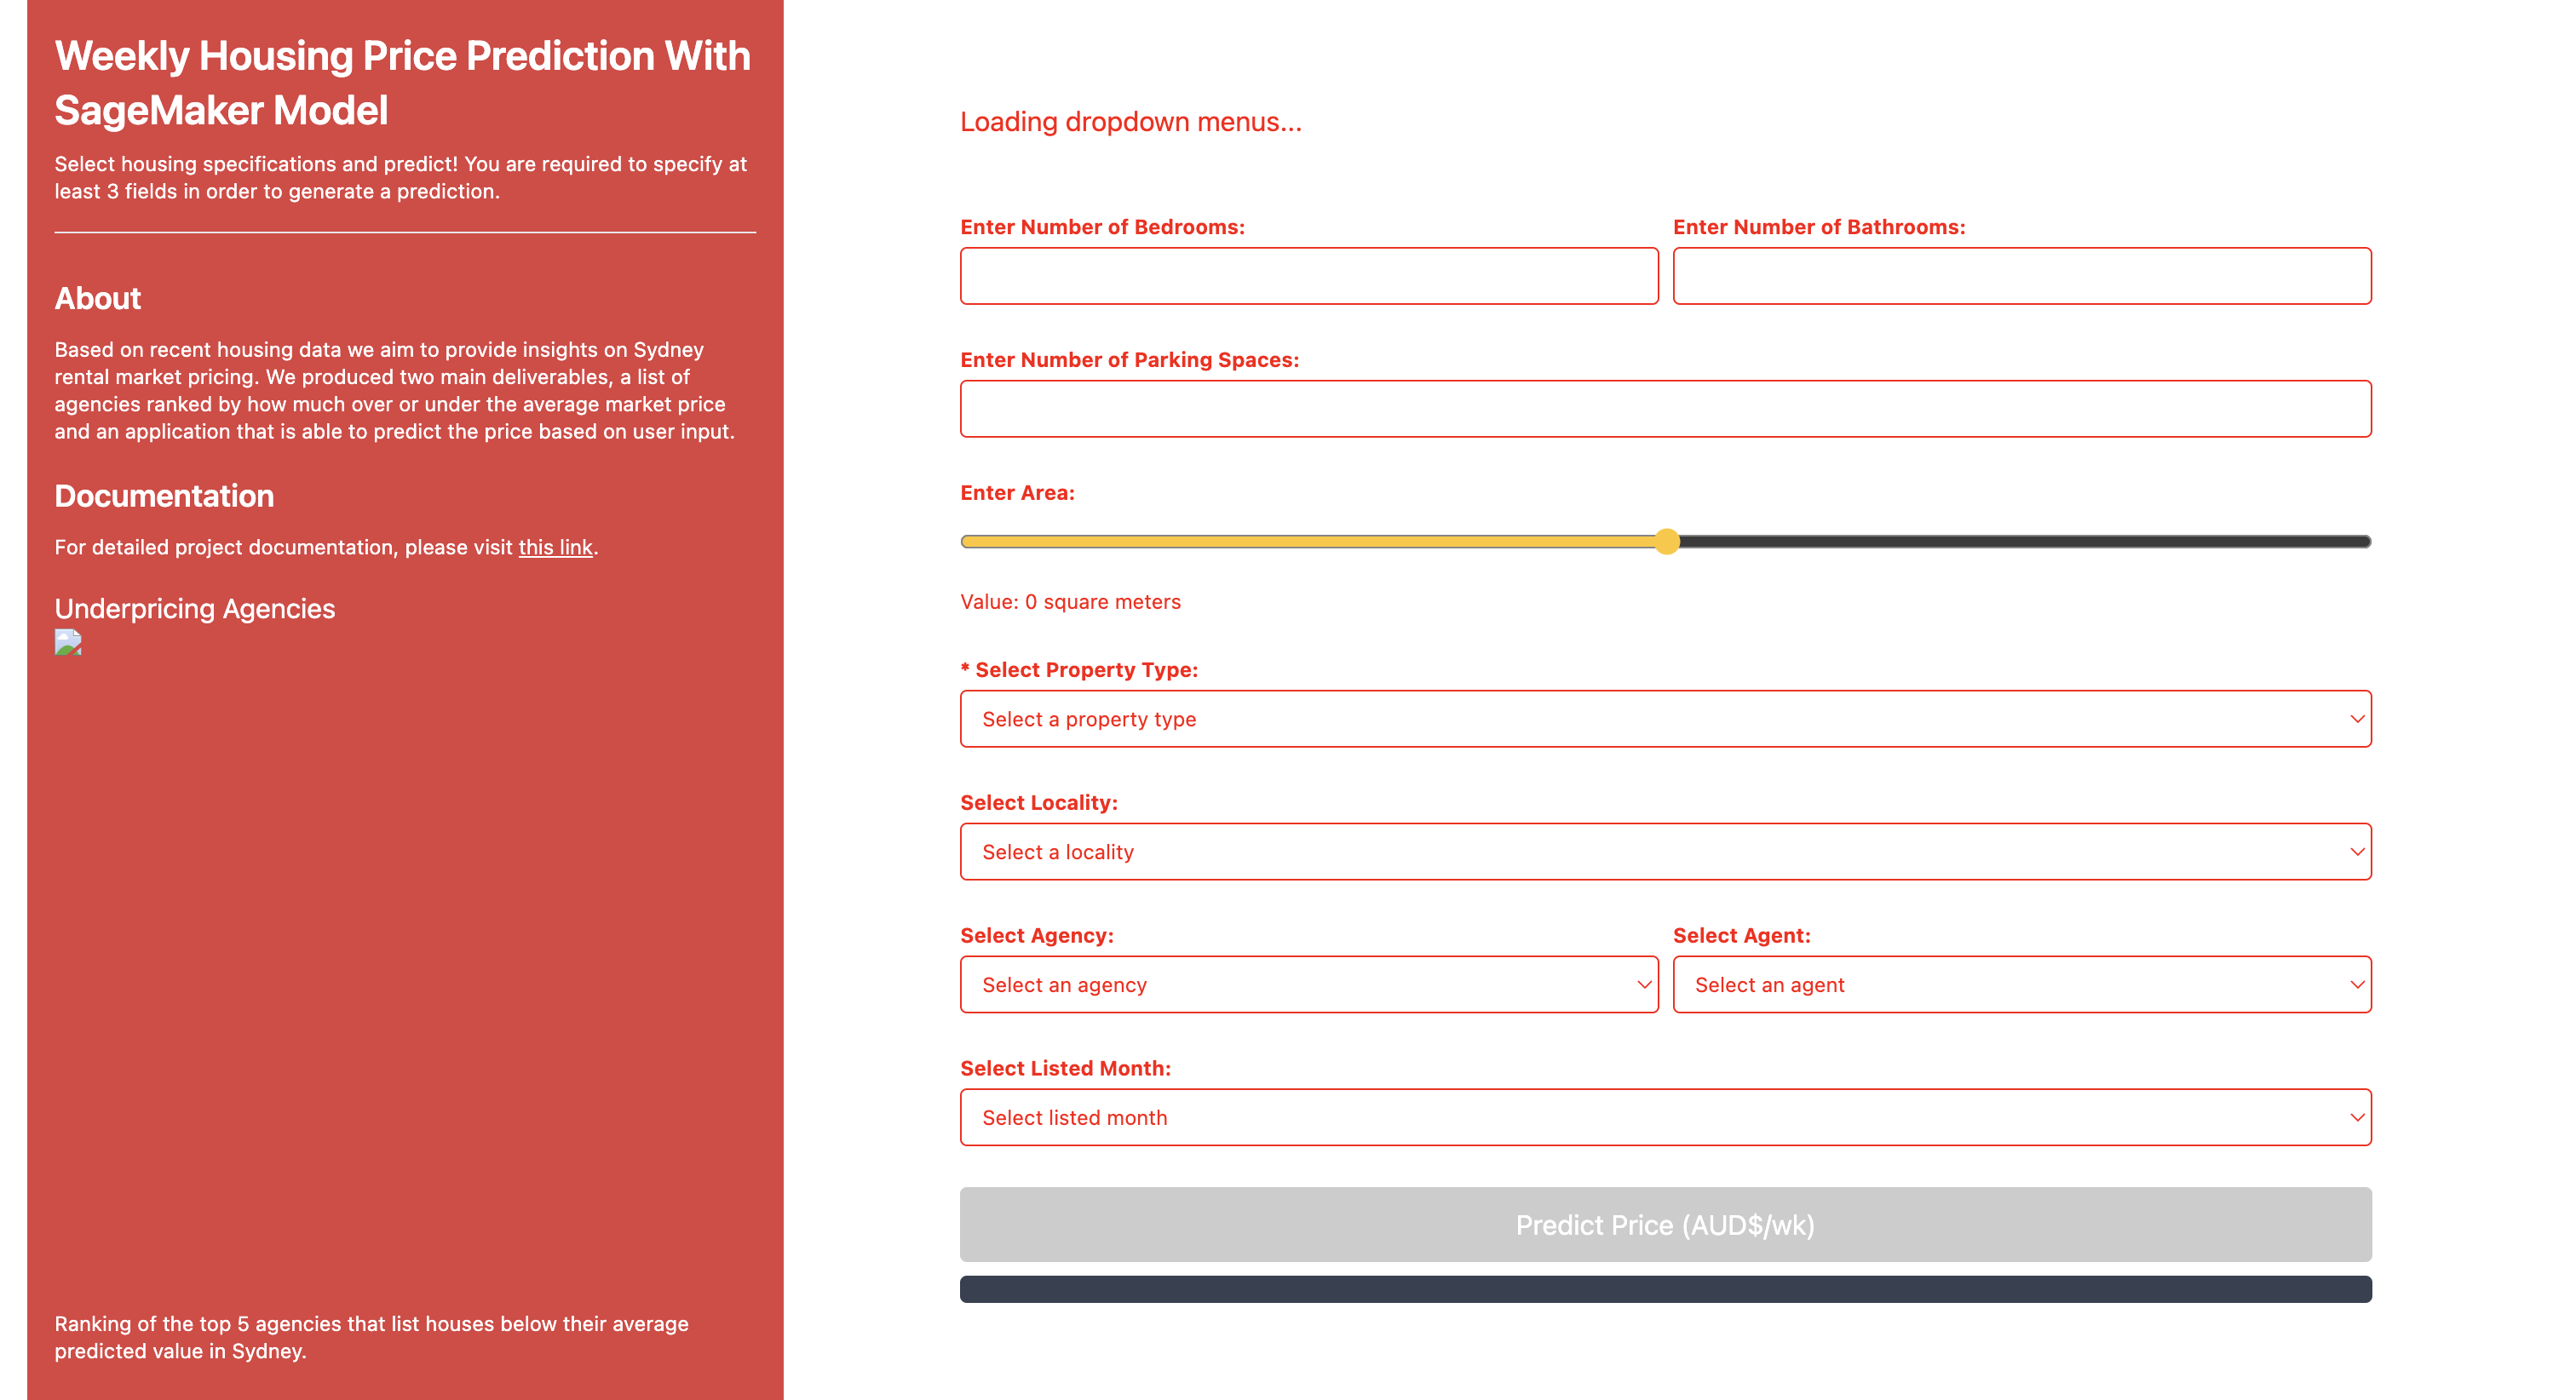 Weekly Housing Price Prediction With
SageMaker Model
Select housing specifications and predict! You are required to specify at
least 3 fields in order to generate a prediction.
About
Based on recent housing data we aim to provide insights on Sydney
rental market pricing. We produced two main deliverables, a list of
agencies ranked by how much over or under the average market price
and an application that is able to predict the price based on user input.
Documentation
For detailed project documentation, please visit this link.
Underpricing Agencies
Ranking of the top 5 agencies that list houses below their average
predicted value in Sydney.
Loading dropdown menus...
Enter Number of Bedrooms:
Enter Number of Bathrooms:
Enter Number of Parking Spaces:
Enter Area:
Value: 0 square meters
* Select Property Type:
Select a property type
Select Locality:
Select a locality
Select Agency:
Select an agency
Select Agent:
Select an agent
Select Listed Month:
Select listed month
Predict Price (AUD$/wk)